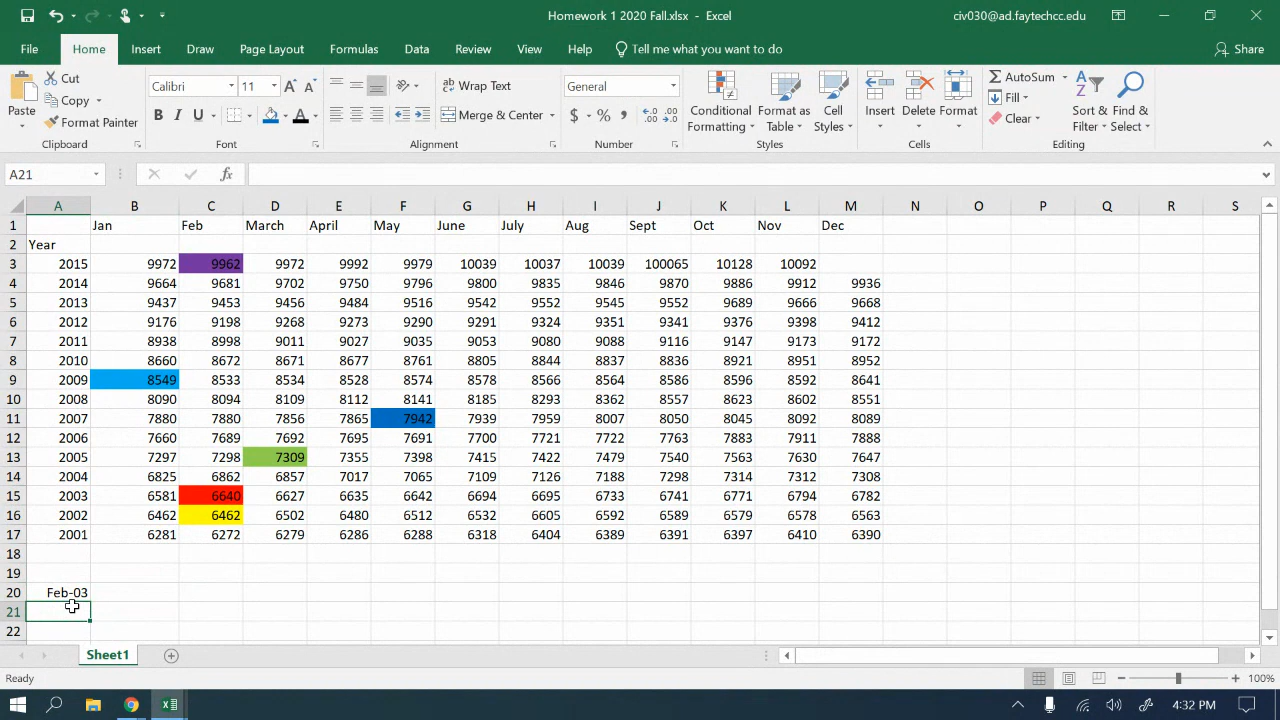 Homework 1 2020 Fall.xlsx - Excel
civ030@ad.faytechcc.edu
File Home Insert Draw Page Layout Formulas Data Review View Help Tell me what you want to do Share
Paste
Cut
Copy
Format Painter
Clipboard
Calibri 11
B I U
Font
Wrap Text
Merge & Center
Alignment
General
$ % ,
Number
Conditional Formatting
Format as Table
Cell Styles
Styles
Insert Delete Format
Cells
AutoSum
Fill
Clear
Sort & Filter
Find & Select
Editing
A21 fx
A B C D E F G H I J K L M N O P Q R S
1 Jan Feb March April May June July Aug Sept Oct Nov Dec
2 Year
3 2015 9972 9962 9972 9992 9979 10039 10037 10039 100065 10128 10092
4 2014 9664 9681 9702 9750 9796 9800 9835 9846 9870 9886 9912 9936
5 2013 9437 9453 9456 9484 9516 9542 9552 9545 9552 9689 9666 9668
6 2012 9176 9198 9268 9273 9290 9291 9324 9351 9341 9376 9398 9412
7 2011 8938 8998 9011 9027 9035 9053 9080 9088 9116 9147 9173 9172
8 2010 8660 8672 8671 8677 8761 8805 8844 8837 8836 8921 8951 8952
9 2009 8549 8533 8534 8528 8574 8578 8566 8564 8586 8596 8592 8641
10 2008 8090 8094 8109 8112 8141 8185 8293 8362 8557 8623 8602 8551
11 2007 7880 7880 7856 7865 7942 7939 7959 8007 8050 8045 8092 8089
12 2006 7660 7689 7692 7695 7691 7700 7721 7722 7763 7883 7911 7888
13 2005 7297 7298 7309 7355 7398 7415 7422 7479 7540 7563 7630 7647
14 2004 6825 6862 6857 7017 7065 7109 7126 7188 7298 7314 7312 7308
15 2003 6581 6640 6627 6635 6642 6694 6695 6733 6741 6771 6794 6782
16 2002 6462 6462 6502 6480 6512 6532 6605 6592 6589 6579 6578 6563
17 2001 6281 6272 6279 6286 6288 6318 6404 6389 6391 6397 6410 6390
18
19
20 Feb-03
21
22
Sheet1
Ready
100%
4:32 PM